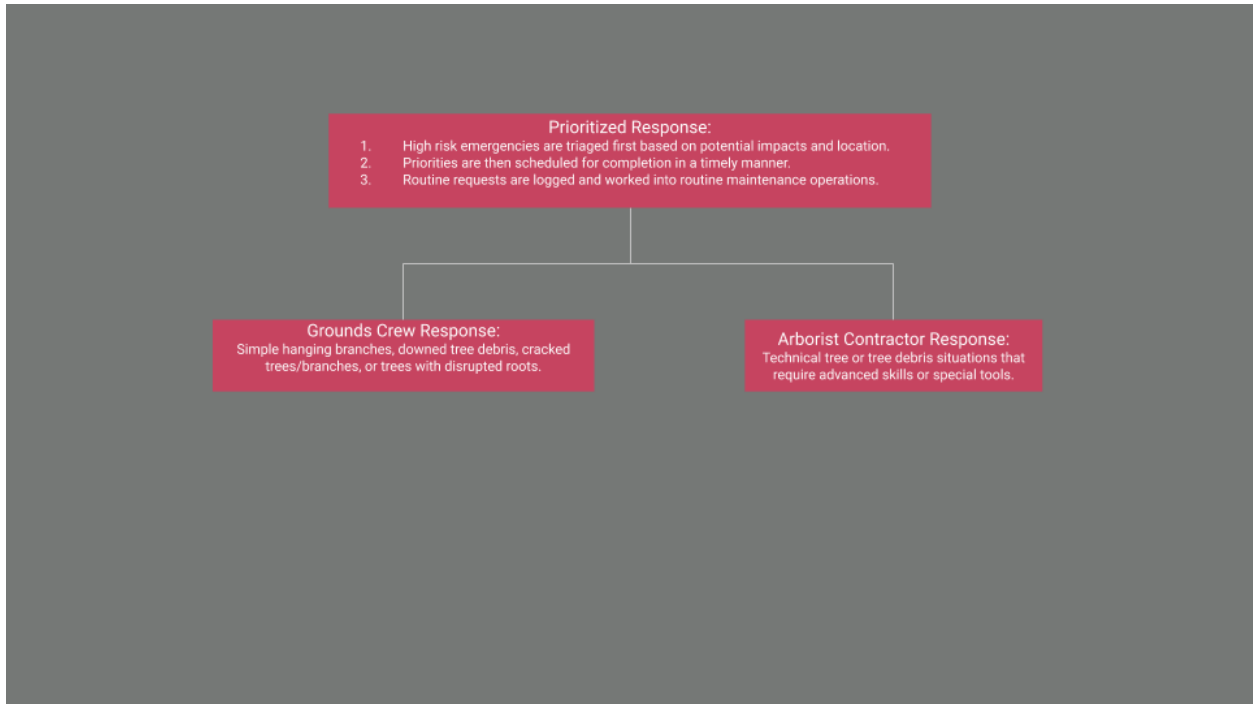 Prioritized Response:
1. High risk emergencies are triaged first based on potential impacts and location.
2. Priorities are then scheduled for completion in a timely manner.
3. Routine requests are logged and worked into routine maintenance operations.
Grounds Crew Response:
Simple hanging branches, downed tree debris, cracked
trees/branches, or trees with disrupted roots.
Arborist Contractor Response:
Technical tree or tree debris situations that
require advanced skills or special tools.